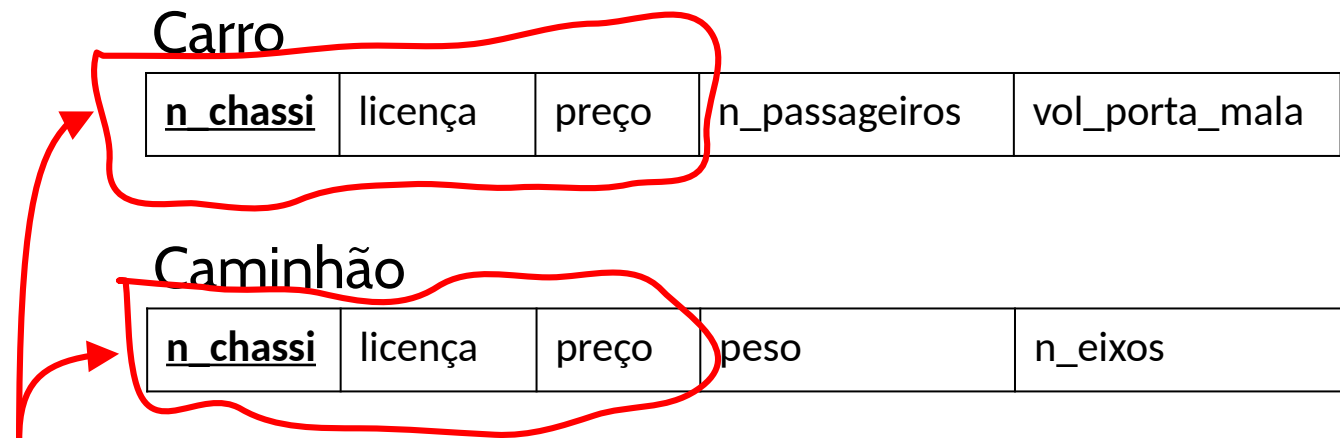 Carro
n_chassi licença preço n_passageiros vol_porta_mala
Caminhão
n_chassi licença preço peso n_eixos